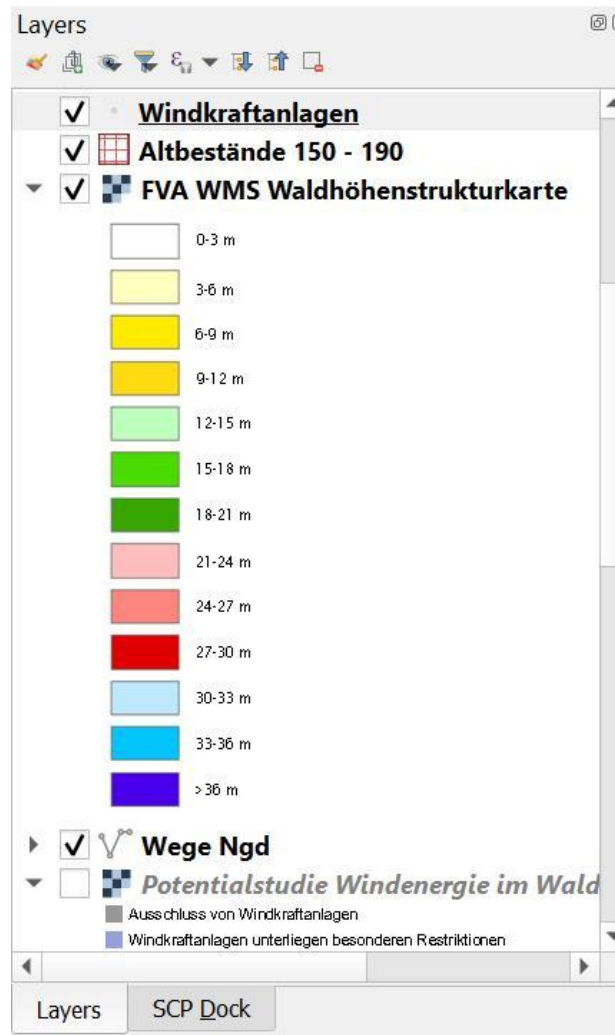 Layers
Windkraftanlagen
Altbestände 150 - 190
FVA WMS Waldhöhenstrukturkarte
0-3 m
3-6 m
6-9 m
9-12 m
12-15 m
15-18 m
18-21 m
21-24 m
24-27 m
27-30 m
30-33 m
33-36 m
>36 m
Wege Ngd
Potentialstudie Windenergie im Wald
Ausschluss von Windkraftanlagen
Windkraftanlagen unterliegen besonderen Restriktionen
Layers SCP Dock